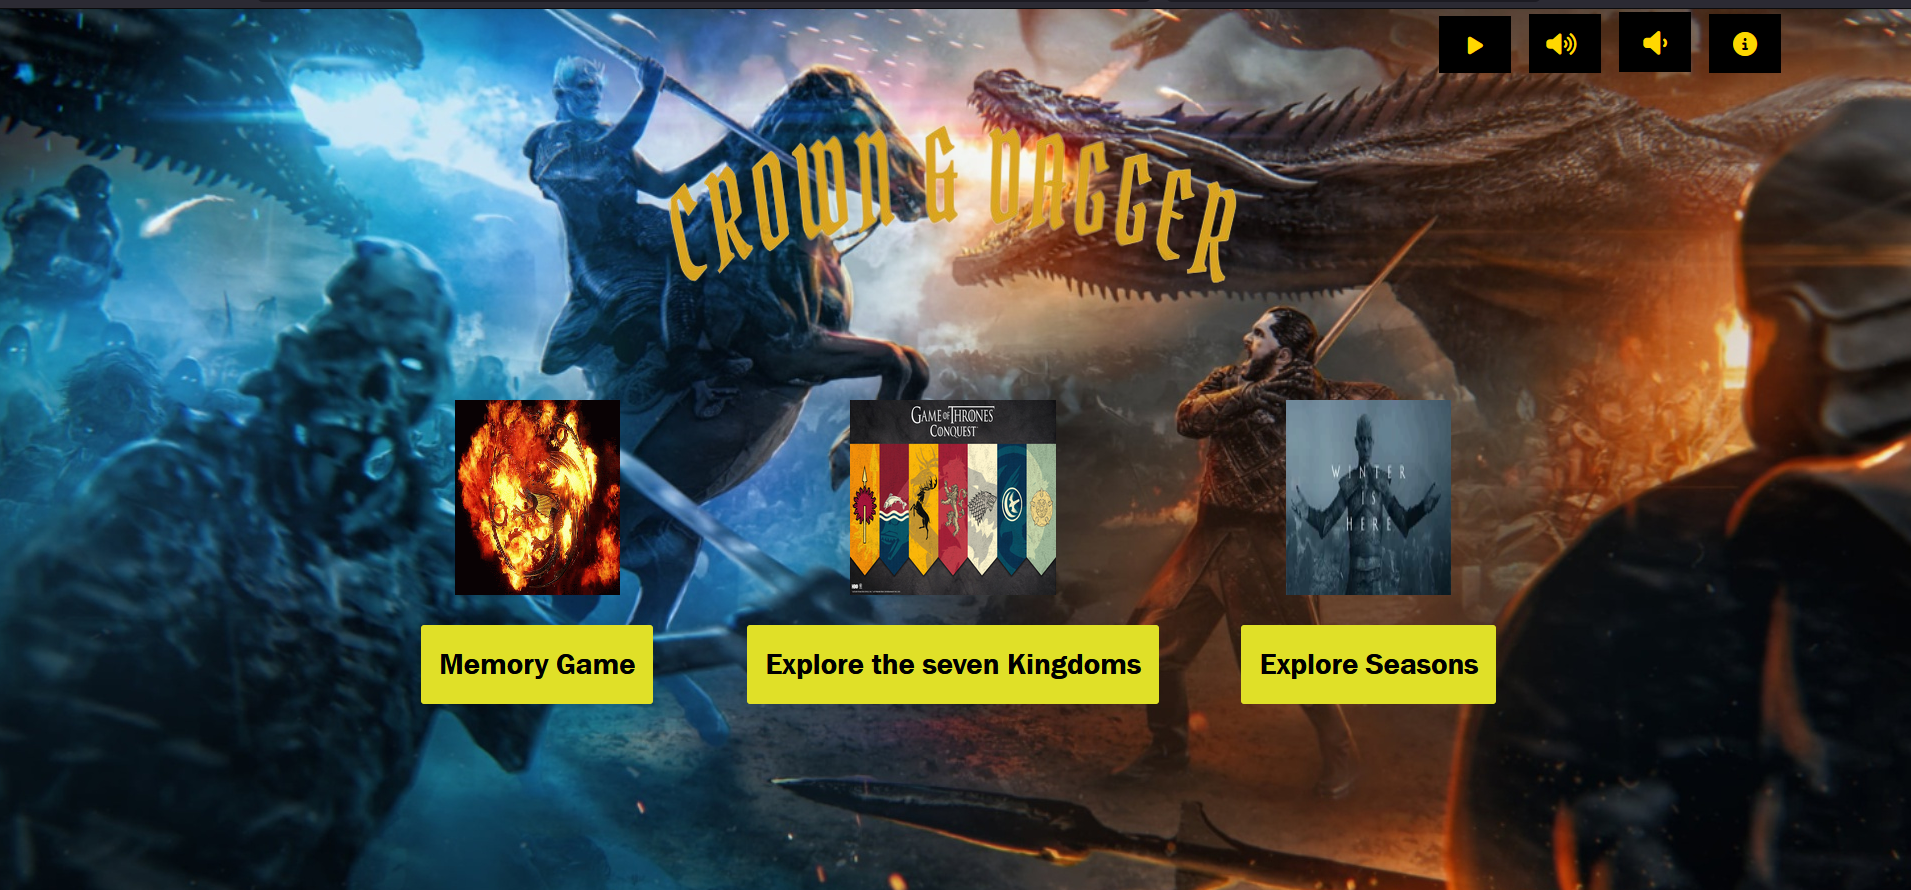 CROWN & DAGGER
GAME OF THRONES
CONQUEST
WINTER
IS
HERE
Memory Game
Explore the seven Kingdoms
Explore Seasons